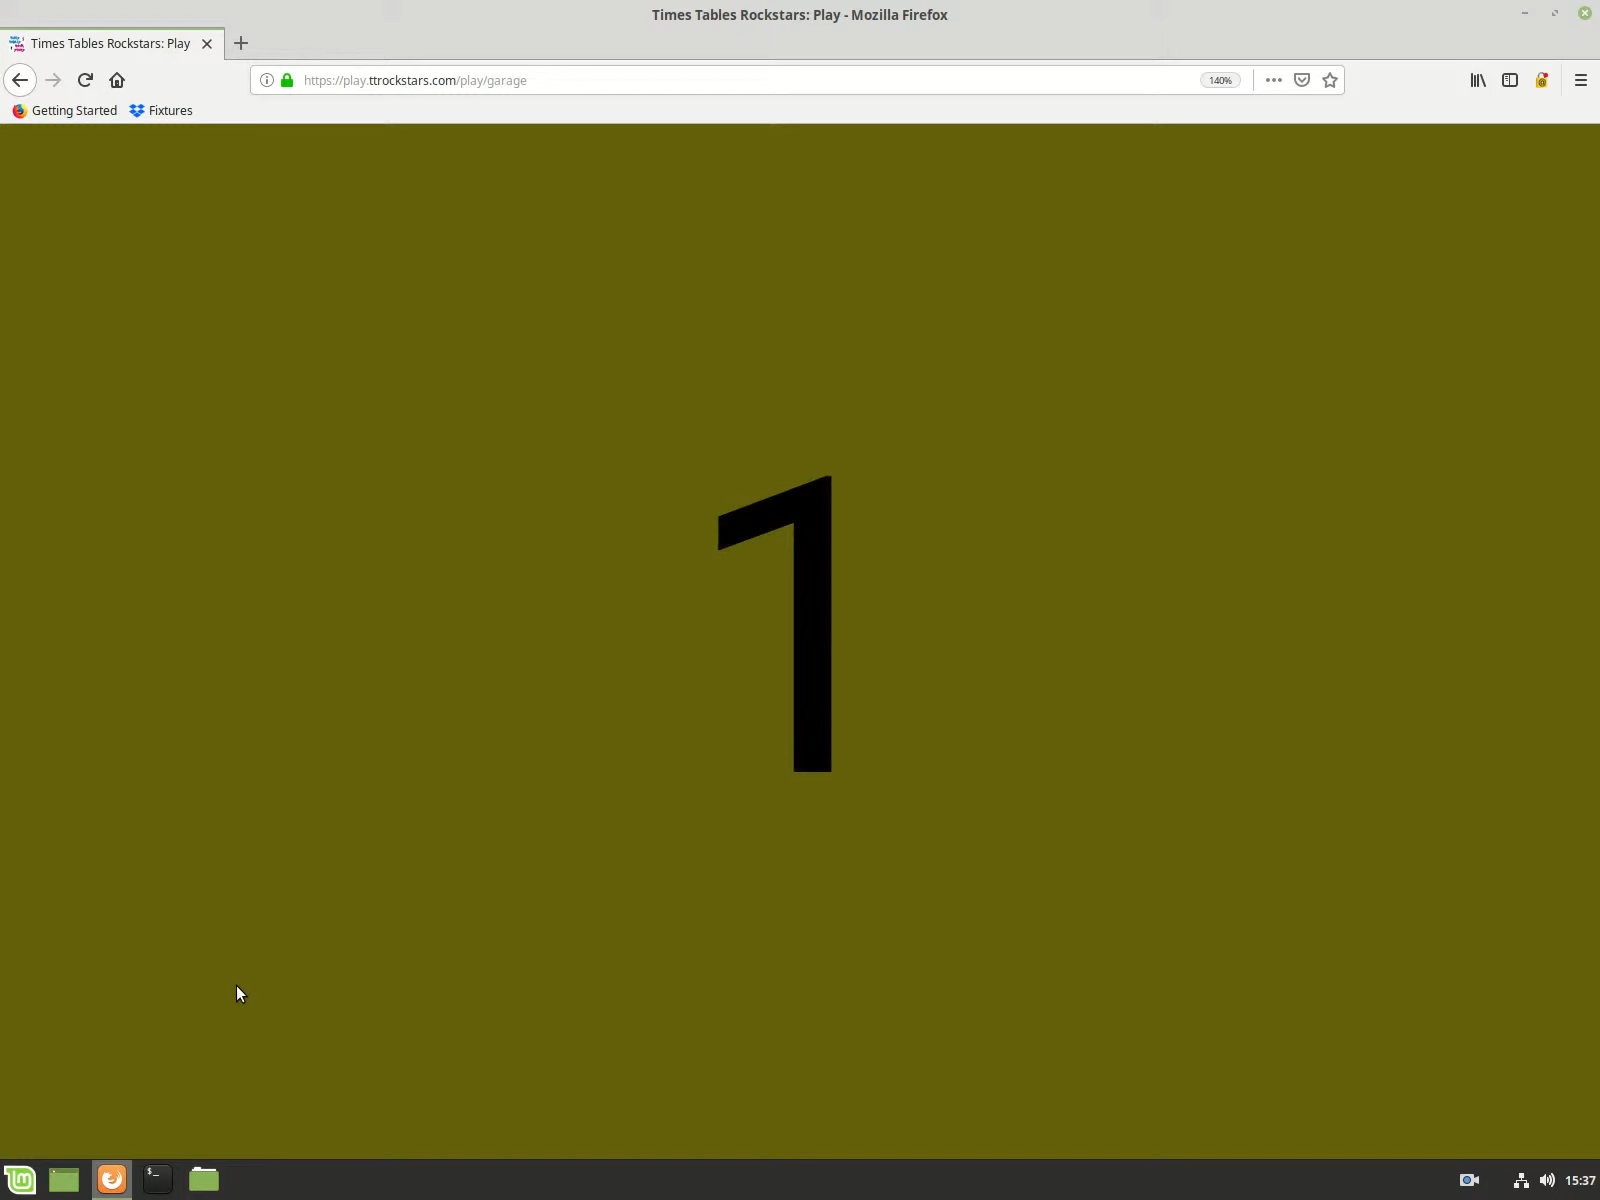 Times Tables Rockstars: Play - Mozilla Firefox
Times Tables Rockstars: Play
https://play.ttrockstars.com/play/garage
140%
Getting Started
Fixtures
1
$_
15:37